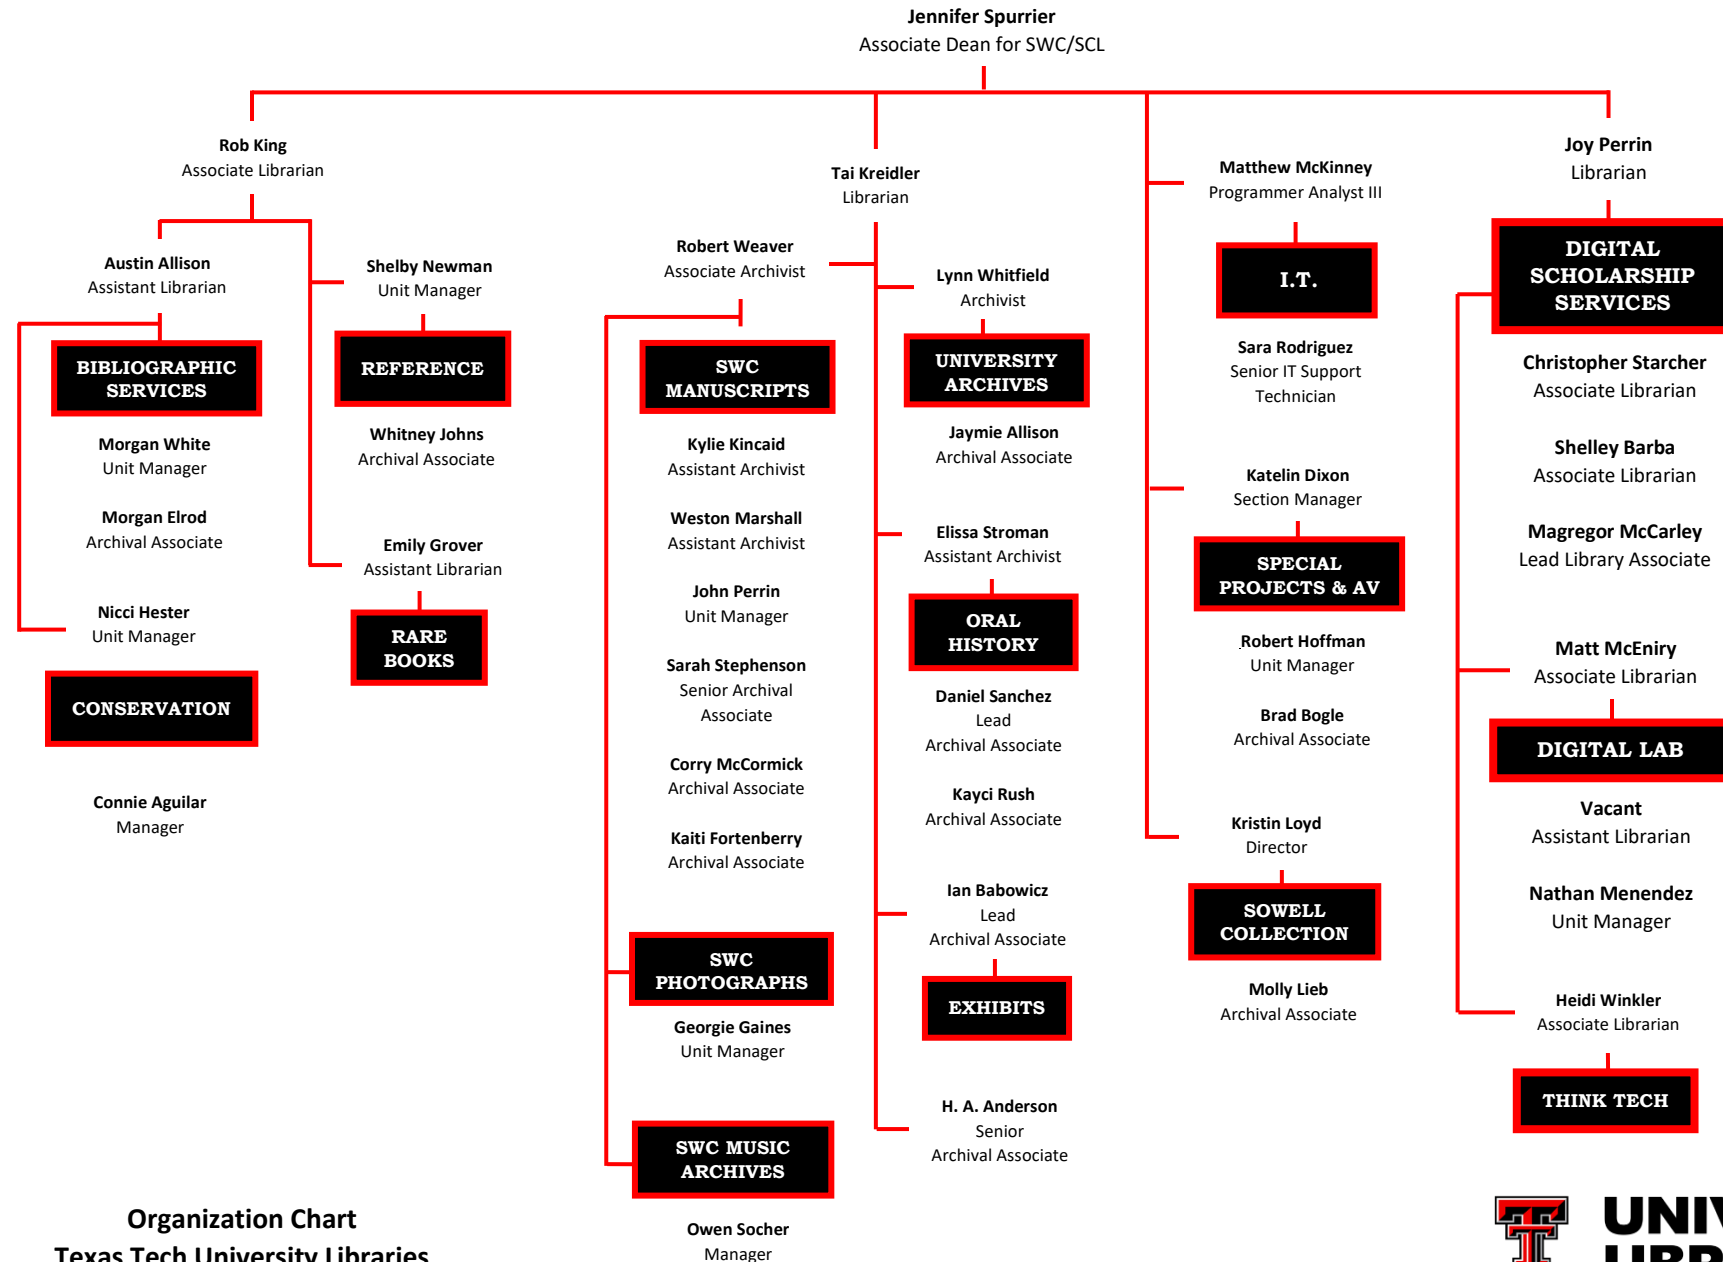 Jennifer Spurrier
Associate Dean for SWC/SCL
Rob King
Associate Librarian
Austin Allison
Assistant Librarian
BIBLIOGRAPHIC
SERVICES
Morgan White
Unit Manager
Morgan Elrod
Archival Associate
Nicci Hester
Unit Manager
CONSERVATION
Connie Aguilar
Manager
Shelby Newman
Unit Manager
REFERENCE
Whitney Johns
Archival Associate
Emily Grover
Assistant Librarian
RARE
BOOKS
Tai Kreidler
Librarian
Robert Weaver
Associate Archivist
SWC
MANUSCRIPTS
Kylie Kincaid
Assistant Archivist
Weston Marshall
Assistant Archivist
John Perrin
Unit Manager
Sarah Stephenson
Senior Archival
Associate
Corry McCormick
Archival Associate
Kaiti Fortenberry
Archival Associate
SWC
PHOTOGRAPHS
Georgie Gaines
Unit Manager
SWC MUSIC
ARCHIVES
Owen Socher
Manager
Lynn Whitfield
Archivist
UNIVERSITY
ARCHIVES
Jaymie Allison
Archival Associate
Elissa Stroman
Assistant Archivist
ORAL
HISTORY
Daniel Sanchez
Lead
Archival Associate
Kayci Rush
Archival Associate
Ian Babowicz
Lead
Archival Associate
EXHIBITS
H. A. Anderson
Senior
Archival Associate
Matthew McKinney
Programmer Analyst III
I.T.
Sara Rodriguez
Senior IT Support
Technician
Katelin Dixon
Section Manager
SPECIAL
PROJECTS & AV
Robert Hoffman
Unit Manager
Brad Bogle
Archival Associate
Kristin Loyd
Director
SOWELL
COLLECTION
Molly Lieb
Archival Associate
Joy Perrin
Librarian
DIGITAL
SCHOLARSHIP
SERVICES
Christopher Starcher
Associate Librarian
Shelley Barba
Associate Librarian
Magregor McCarley
Lead Library Associate
Matt McEniry
Associate Librarian
DIGITAL LAB
Vacant
Assistant Librarian
Nathan Menendez
Unit Manager
Heidi Winkler
Associate Librarian
THINK TECH
Organization Chart
Texas Tech University Libraries